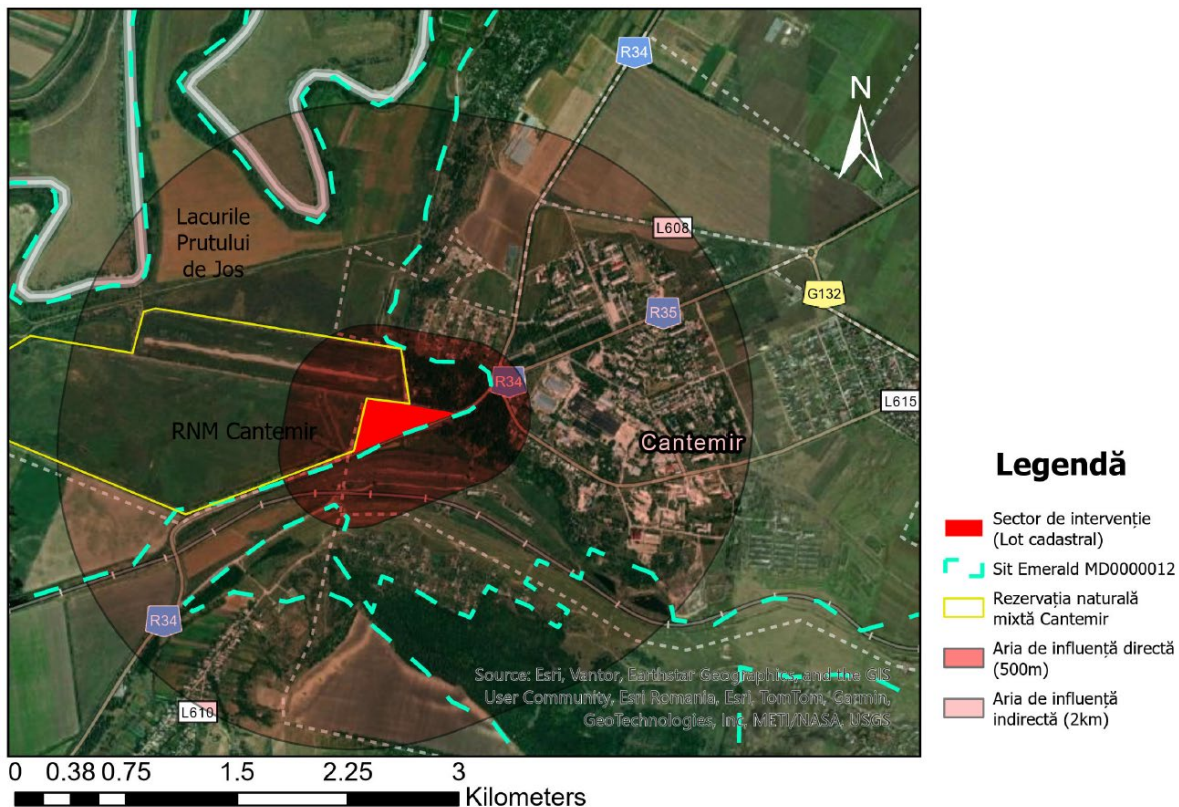 R34
N
Lacurile
Prutului
de Jos
L608
G132
R35
R34
L615
RNM Cantemir
Cantemir
R34
L610
Source: Esri, Vantor, Earthstar Geographics, and the GIS
User Community, Esri Romania, Esri, TomTom, Garmin,
GeoTechnologies, Inc, METI/NASA, USGS
Legendă
Sector de intervenție
(Lot cadastral)
Sit Emerald MD0000012
Rezervația naturală
mixtă Cantemir
Aria de influență directă
(500m)
Aria de influență
indirectă (2km)
0 0.38 0.75 1.5 2.25 3
Kilometers